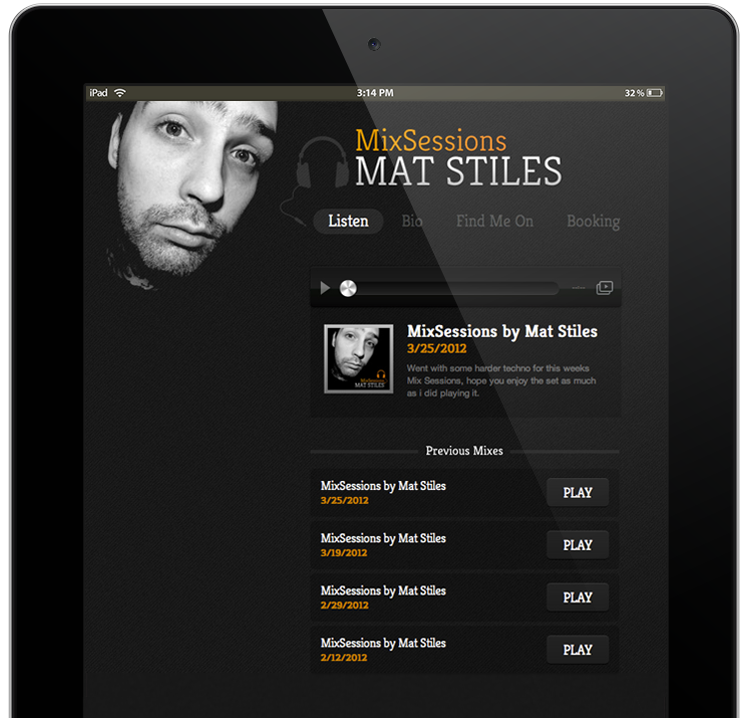 iPad 3:14 PM 32%
MixSessions
MAT STILES
Listen Bio Find Me On Booking
MixSessions by Mat Stiles
3/25/2012
Went with some harder techno for this weeks
Mix Sessions, hope you enjoy the set as much
as i did playing it.
MixSessions
MAT STILES
Previous Mixes
MixSessions by Mat Stiles
3/25/2012
PLAY
MixSessions by Mat Stiles
3/19/2012
PLAY
MixSessions by Mat Stiles
2/29/2012
PLAY
MixSessions by Mat Stiles
2/12/2012
PLAY